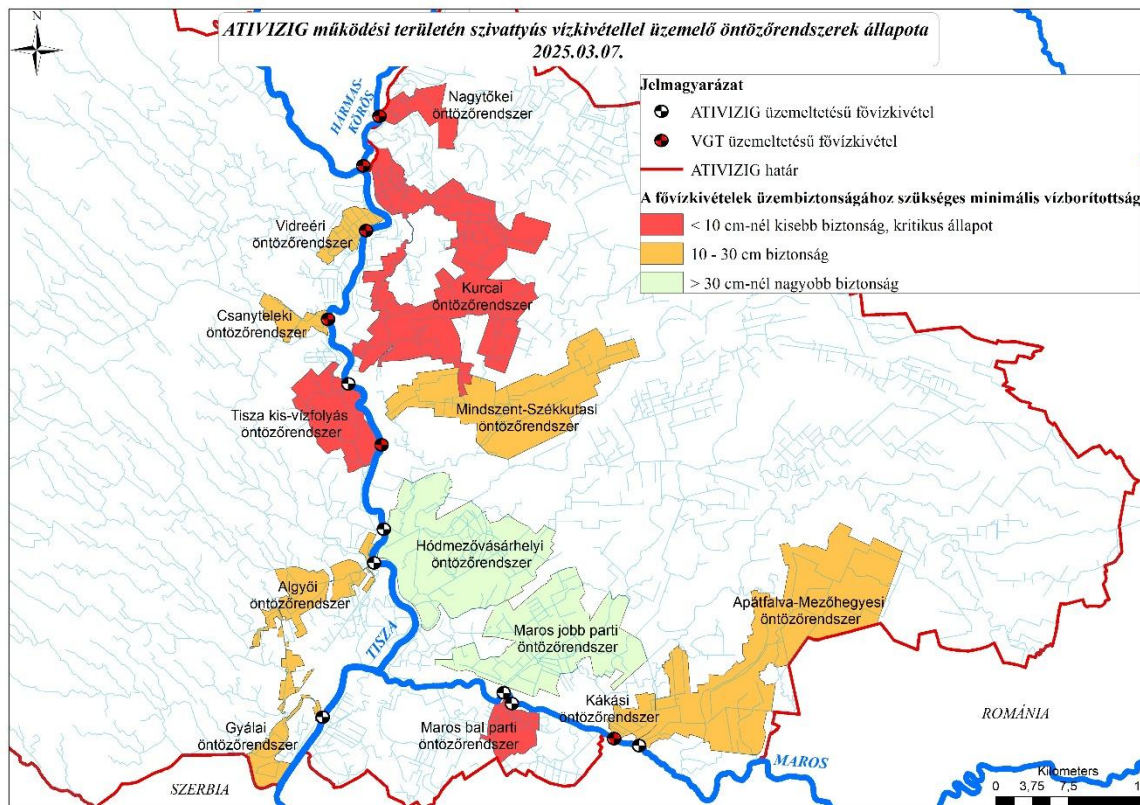 ATIVIZIG működési területén szivattyús vízkivétellel üzemelő öntözőrendszerek állapota
2025.03.07.
N
Jelmagyarázat
ATIVIZIG üzemeltetésű fővízkivétel
VGT üzemeltetésű fővízkivétel
ATIVIZIG határ
A fővízkivételek üzembiztonságához szükséges minimális vízborítottság
< 10 cm-nél kisebb biztonság, kritikus állapot
10 - 30 cm biztonság
> 30 cm-nél nagyobb biztonság
HÁRMAS-
KÖRÖS
Nagytőkei
öntözőrendszer
Vidreéri
öntözőrendszer
Kurcai
öntözőrendszer
Csanyteleki
öntözőrendszer
Tisza kis-vízfolyás
öntözőrendszer
Mindszent-Székkutasi
öntözőrendszer
Hódmezővásárhelyi
öntözőrendszer
Algyői
öntözőrendszer
TISZA
Maros jobb parti
öntözőrendszer
Apátfalva-Mezőhegyesi
öntözőrendszer
Kákási
öntözőrendszer
Gyálai
öntözőrendszer
Maros bal parti
öntözőrendszer
ROMÁNIA
MAROS
SZERBIA
Kilometers
0 3,75 7,5